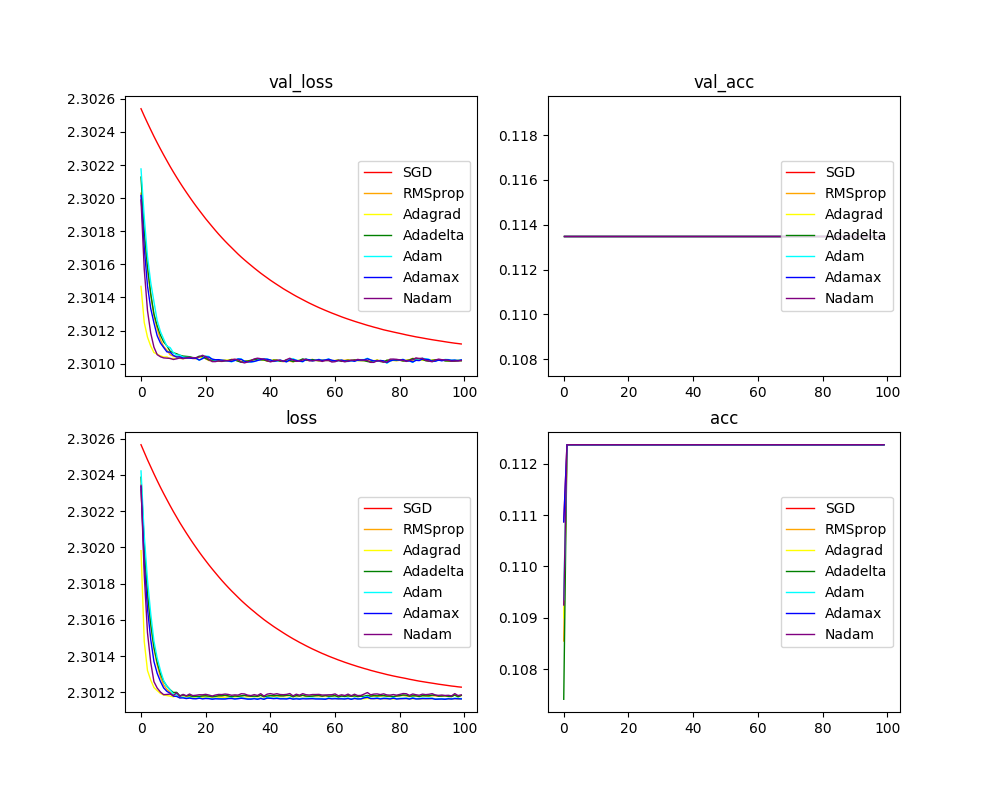 val_loss
2.3026
2.3024
2.3022
2.3020
2.3018
2.3016
2.3014
2.3012
2.3010
0 20 40 60 80 100
SGD
RMSprop
Adagrad
Adadelta
Adam
Adamax
Nadam
val_acc
0.118
0.116
0.114
0.112
0.110
0.108
0 20 40 60 80 100
SGD
RMSprop
Adagrad
Adadelta
Adam
Adamax
Nadam
loss
2.3026
2.3024
2.3022
2.3020
2.3018
2.3016
2.3014
2.3012
0 20 40 60 80 100
SGD
RMSprop
Adagrad
Adadelta
Adam
Adamax
Nadam
acc
0.112
0.111
0.110
0.109
0.108
0 20 40 60 80 100
SGD
RMSprop
Adagrad
Adadelta
Adam
Adamax
Nadam